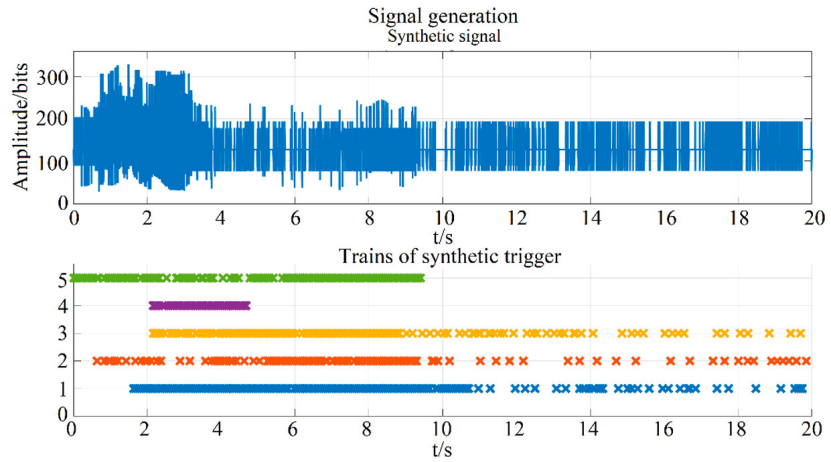 Signal generation
Synthetic signal
Amplitude/bits
300
200
100
0
0 2 4 6 8 10 12 14 16 18 20
t/s
Trains of synthetic trigger
5
4
3
2
1
0
0 2 4 6 8 10 12 14 16 18 20
t/s